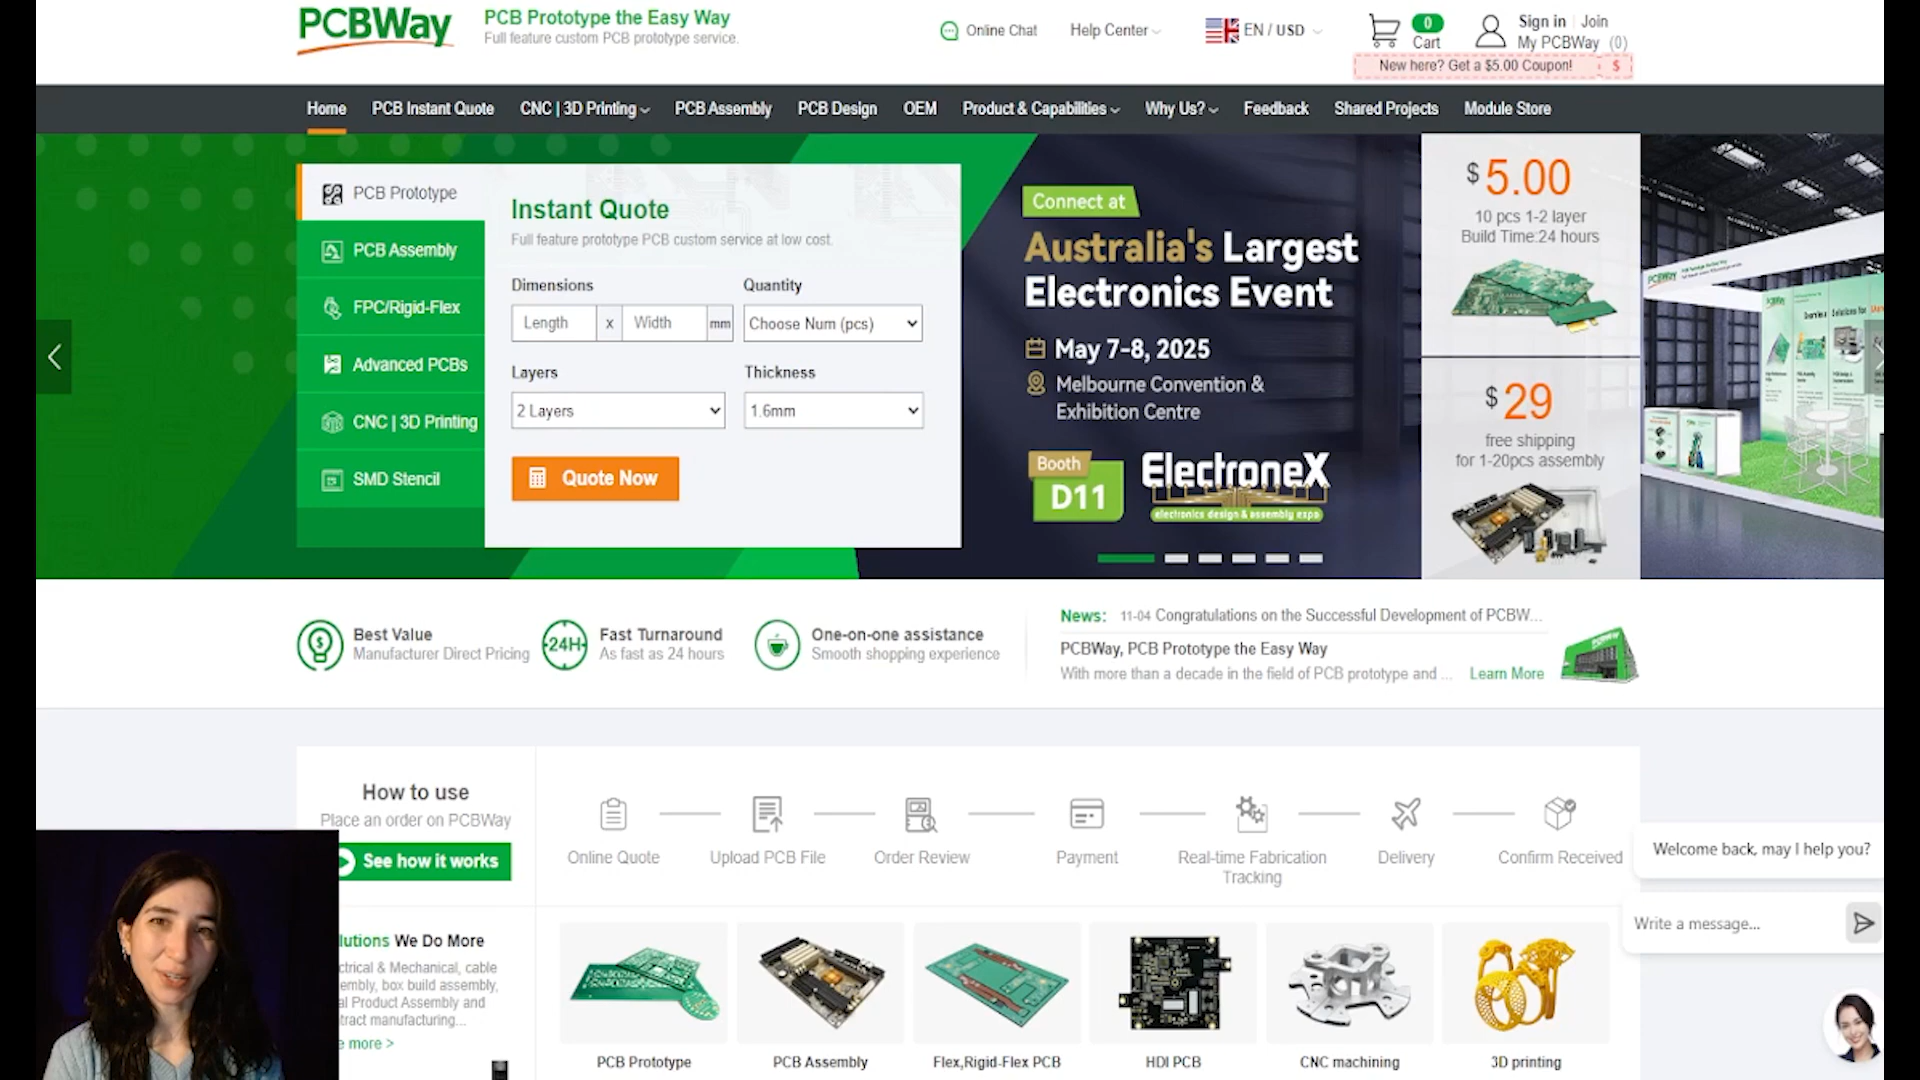 PCBWay
PCB Prototype the Easy Way
Full feature custom PCB prototype service.
Online Chat
Help Center
EN / USD
0
Cart
Sign in
Join
My PCBWay (0)
New here? Get a $5.00 Coupon!
$
Home
PCB Instant Quote
CNC | 3D Printing
PCB Assembly
PCB Design
OEM
Product & Capabilities
Why Us?
Feedback
Shared Projects
Module Store
PCB Prototype
PCB Assembly
FPC/Rigid-Flex
Advanced PCBs
CNC | 3D Printing
SMD Stencil
Instant Quote
Full feature prototype PCB custom service at low cost.
Dimensions
Quantity
Length x Width mm
Choose Num (pcs)
Layers
Thickness
2 Layers
1.6mm
Quote Now
Connect at
Australia's Largest
Electronics Event
May 7-8, 2025
Melbourne Convention &
Exhibition Centre
Booth
D11
ElectroneX
electronics design & assembly expo
$ 5.00
10 pcs 1-2 layer
Build Time:24 hours
$ 29
free shipping
for 1-20pcs assembly
PCBWay
Best Value
Manufacturer Direct Pricing
24H
Fast Turnaround
As fast as 24 hours
One-on-one assistance
Smooth shopping experience
News:
11-04 Congratulations on the Successful Development of PCBW...
PCBWay, PCB Prototype the Easy Way
With more than a decade in the field of PCB prototype and ...
Learn More
How to use
Place an order on PCBWay
See how it works
Online Quote
Upload PCB File
Order Review
Payment
Real-time Fabrication
Tracking
Delivery
Confirm Received
Welcome back, may I help you?
Write a message...
lutions We Do More
ctrical & Mechanical, cable
embly, box build assembly,
al Product Assembly and
tract manufacturing...
e more >
PCB Prototype
PCB Assembly
Flex,Rigid-Flex PCB
HDI PCB
CNC machining
3D printing